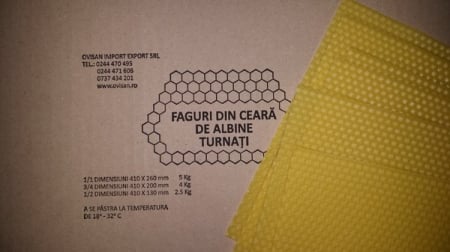 OVISAN IMPORT EXPORT SRL
TEL.: 0244 470 495
0244 471 606
0737 434 201
www.ovisan.ro
FAGURI DIN CEARĂ
DE ALBINE
TURNAȚI
1/1 DIMENSIUNI 410 X 260 mm 5 Kg
3/4 DIMENSIUNI 410 X 200 mm 4 Kg
1/2 DIMENSIUNI 410 X 130 mm 2.5 Kg
A SE PĂSTRA LA TEMPERATURA
DE 18° - 32° C